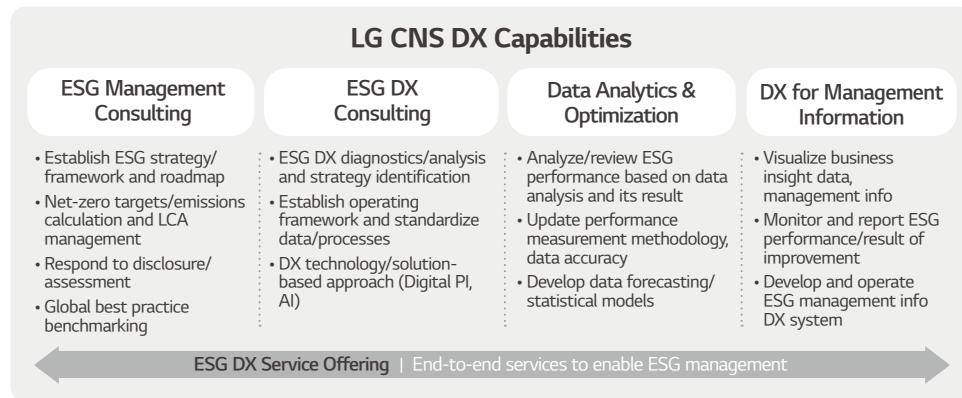 LG CNS DX Capabilities
ESG Management
Consulting
• Establish ESG strategy/
framework and roadmap
• Net-zero targets/emissions
calculation and LCA
management
• Respond to disclosure/
assessment
• Global best practice
benchmarking
ESG DX
Consulting
• ESG DX diagnostics/analysis
and strategy identification
• Establish operating
framework and standardize
data/processes
• DX technology/solution-
based approach (Digital PI,
AI)
Data Analytics &
Optimization
• Analyze/review ESG
performance based on data
analysis and its result
• Update performance
measurement methodology,
data accuracy
• Develop data forecasting/
statistical models
DX for Management
Information
• Visualize business
insight data,
management info
• Monitor and report ESG
performance/result of
improvement
• Develop and operate
ESG management info
DX system
ESG DX Service Offering | End-to-end services to enable ESG management